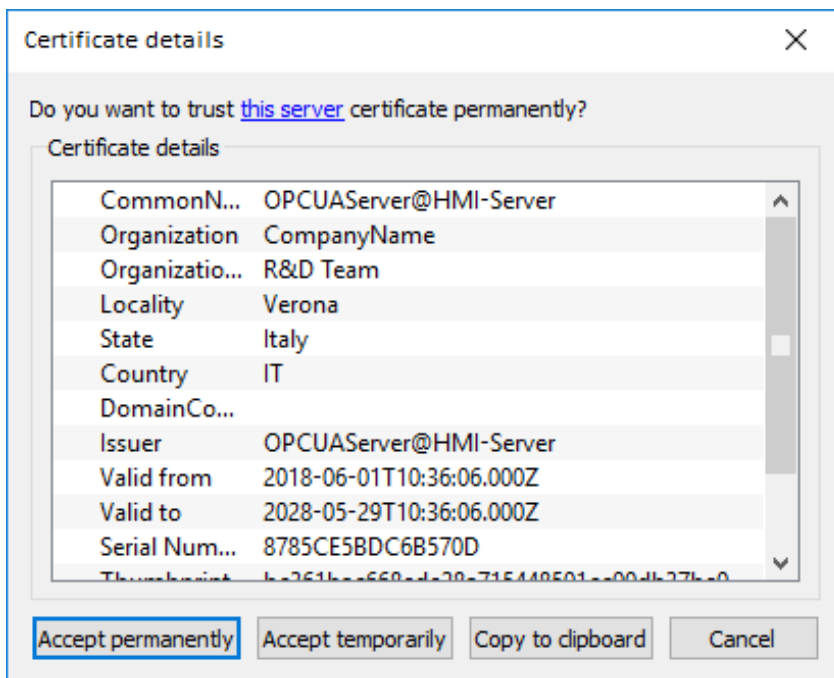 Certificate details
Do you want to trust this server certificate permanently?
Certificate details
CommonN... OPCUAServer@HMI-Server
Organization CompanyName
Organizatio... R&D Team
Locality Verona
State Italy
Country IT
DomainCo...
Issuer OPCUAServer@HMI-Server
Valid from 2018-06-01T10:36:06.000Z
Valid to 2028-05-29T10:36:06.000Z
Serial Num... 8785CE5BDC6B570D
Thumbprint
Accept permanently Accept temporarily Copy to clipboard Cancel